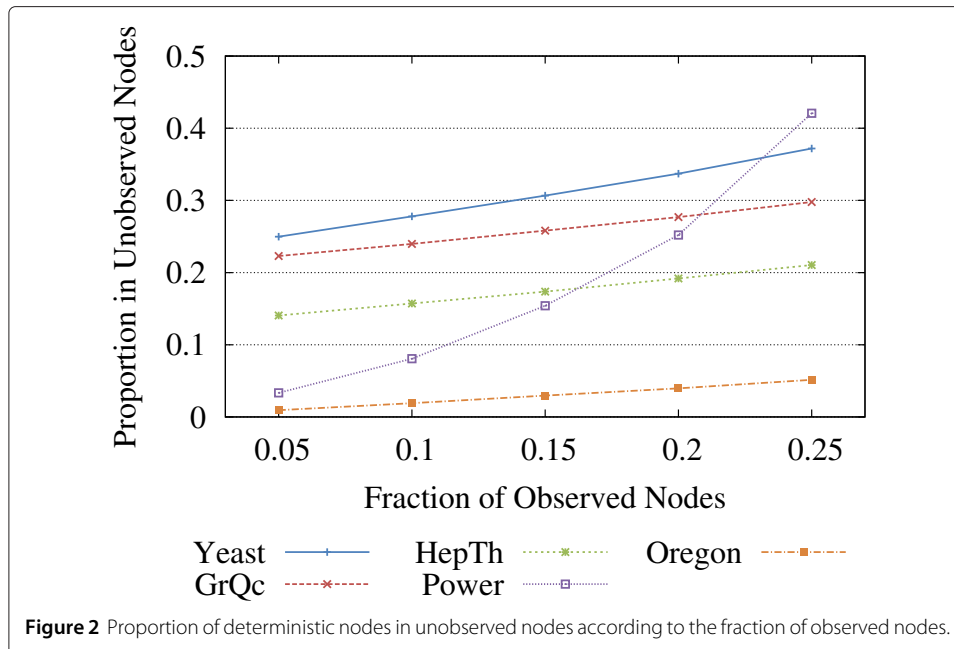 0.5
0.4
0.3
0.2
0.1
0
Proportion in Unobserved Nodes
0.05 0.1 0.15 0.2 0.25
Fraction of Observed Nodes
Yeast HepTh Oregon
GrQc Power
Figure 2 Proportion of deterministic nodes in unobserved nodes according to the fraction of observed nodes.